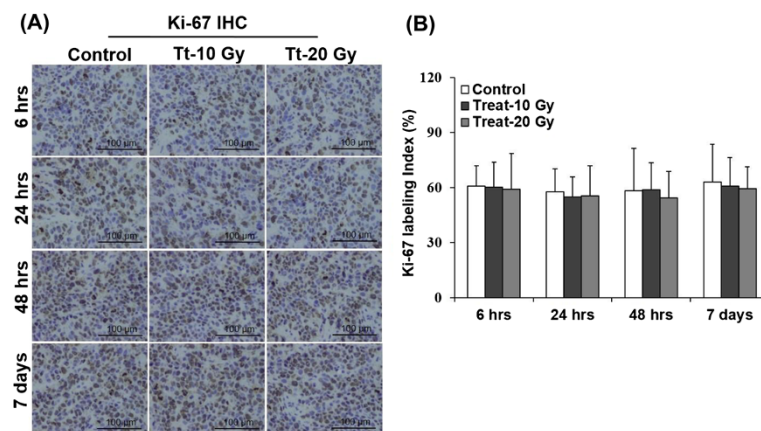 (A)
Ki-67 IHC
Control Tt-10 Gy Tt-20 Gy
6 hrs
100 µm 100 µm 100 µm
24 hrs
100 µm 100 µm 100 µm
48 hrs
100 µm 100 µm 100 µm
7 days
100 µm 100 µm 100 µm
(B)
Ki-67 labeling Index (%)
120
90
60
30
0
Control
Treat-10 Gy
Treat-20 Gy
6 hrs 24 hrs 48 hrs 7 days